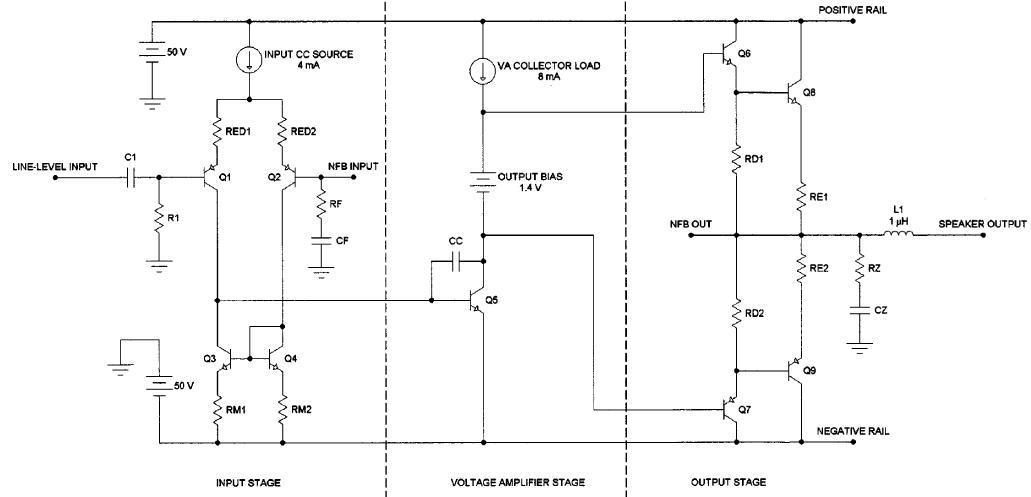 POSITIVE RAIL
50 V
INPUT CC SOURCE
4 mA
VA COLLECTOR LOAD
8 mA
Q6
Q8
RED1
RED2
C1
LINE-LEVEL INPUT
Q1
Q2
NFB INPUT
RD1
OUTPUT BIAS
1.4 V
RE1
R1
RF
L1
1 µH
NFB OUT
SPEAKER OUTPUT
CF
CC
RE2
RZ
Q5
RD2
CZ
Q3
Q4
Q9
50 V
RM1
RM2
Q7
NEGATIVE RAIL
INPUT STAGE
VOLTAGE AMPLIFIER STAGE
OUTPUT STAGE